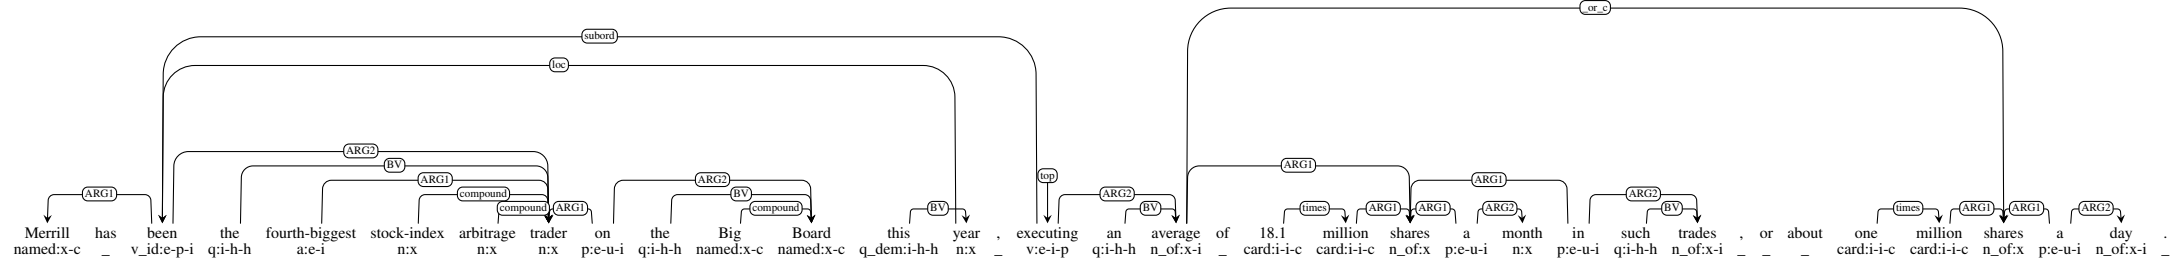 _or_c
subord
loc
ARG2
BV ARG1
ARG1 top ARG2 ARG1 ARG2
ARG1 compound BV ARG2 BV
compound ARG1 compound BV BV times ARG1 ARG1 ARG2 BV times ARG1 ARG1 ARG2
Merrill has been the fourth-biggest stock-index arbitrage trader on the Big Board this year , executing an average of 18.1 million shares a month in such trades , or about one million shares a day .
named:x-c _ v_id:e-p-i q:i-h-h a:e-i n:x n:x n:x p:e-u-i q:i-h-h named:x-c named:x-c q_dem:i-h-h n:x _ v:e-i-p q:i-h-h n_of:x-i _ card:i-i-c card:i-i-c n_of:x p:e-u-i n:x p:e-u-i q:i-h-h n_of:x-i _ _ _ card:i-i-c card:i-i-c n_of:x p:e-u-i n_of:x-i _